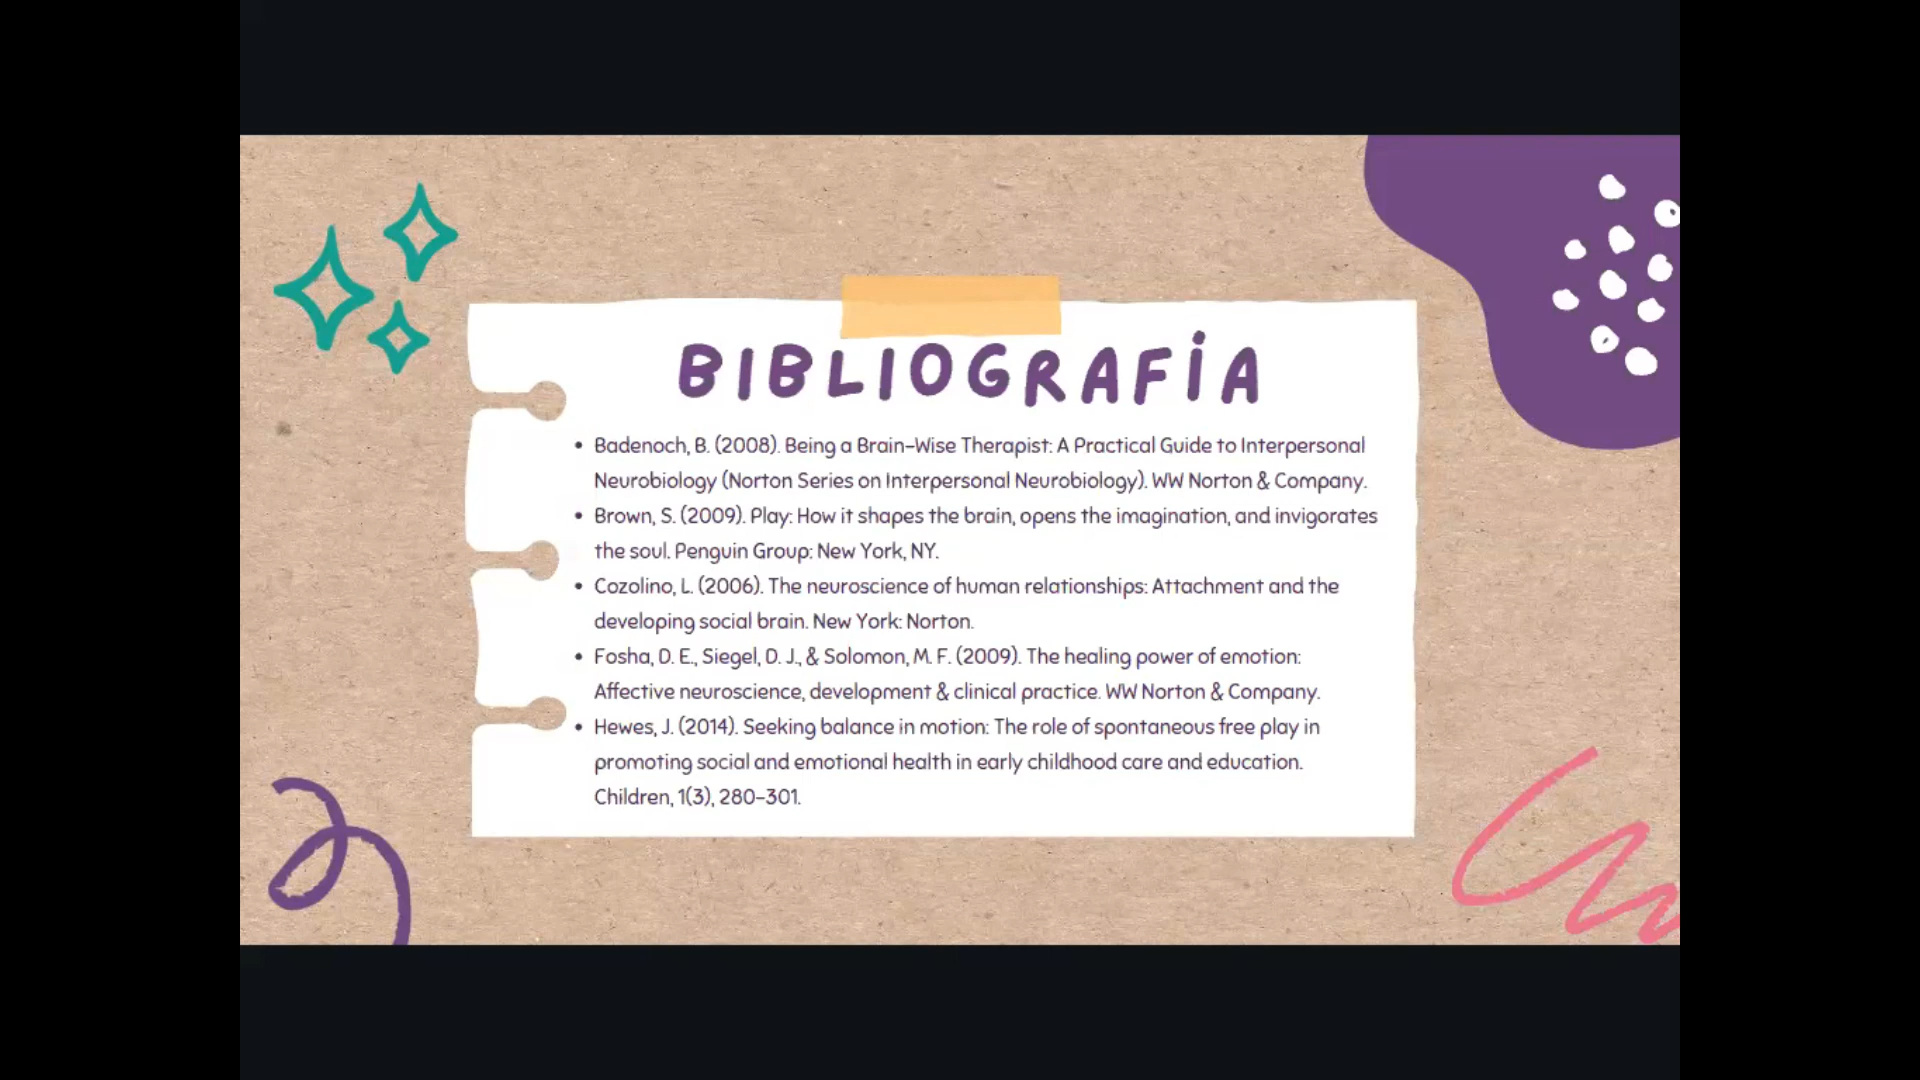 BIBLIOGRAFÍA
• Badenoch, B. (2008). Being a Brain-Wise Therapist: A Practical Guide to Interpersonal
Neurobiology (Norton Series on Interpersonal Neurobiology). WW Norton & Company.
• Brown, S. (2009). Play: How it shapes the brain, opens the imagination, and invigorates
the soul. Penguin Group: New York, NY.
• Cozolino, L. (2006). The neuroscience of human relationships: Attachment and the
developing social brain. New York: Norton.
• Fosha, D. E., Siegel, D. J., & Solomon, M. F. (2009). The healing power of emotion:
Affective neuroscience, development & clinical practice. WW Norton & Company.
• Hewes, J. (2014). Seeking balance in motion: The role of spontaneous free play in
promoting social and emotional health in early childhood care and education.
Children, 1(3), 280-301.